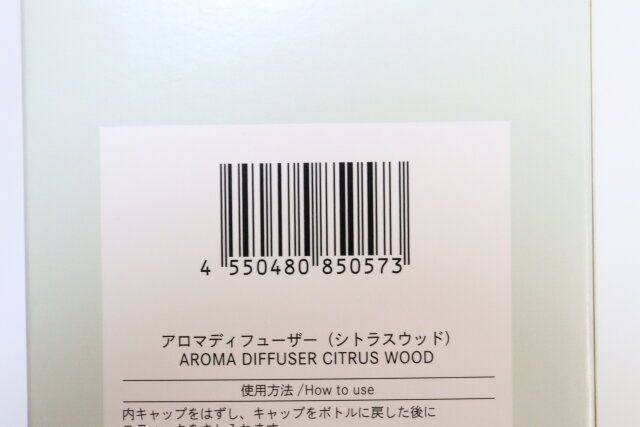 4 550480 850573
アロマディフューザー（シトラスウッド）
AROMA DIFFUSER CITRUS WOOD
使用方法 /How to use
内キャップをはずし、キャップをボトルに戻した後に